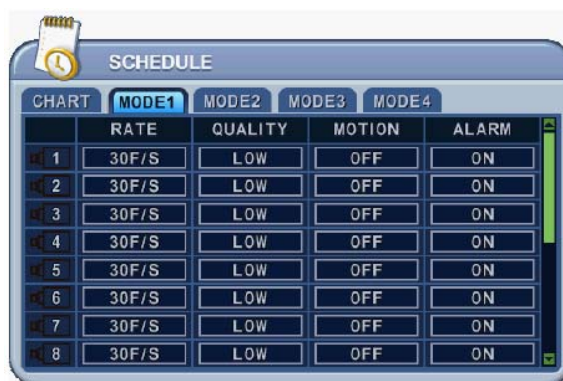 SCHEDULE
CHART MODE1 MODE2 MODE3 MODE4
RATE QUALITY MOTION ALARM
1 30F/S LOW OFF ON
2 30F/S LOW OFF ON
3 30F/S LOW OFF ON
4 30F/S LOW OFF ON
5 30F/S LOW OFF ON
6 30F/S LOW OFF ON
7 30F/S LOW OFF ON
8 30F/S LOW OFF ON